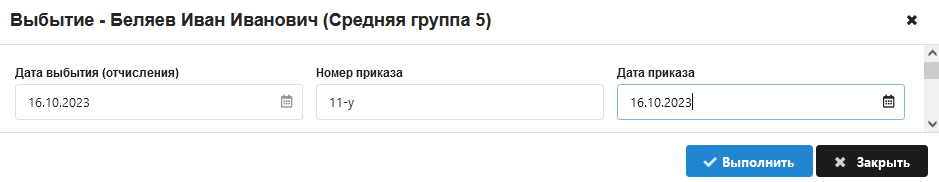 Выбытие - Беляев Иван Иванович (Средняя группа 5)
Дата выбытия (отчисления) Номер приказа Дата приказа
16.10.2023 11-у 16.10.2023
Выполнить Закрыть